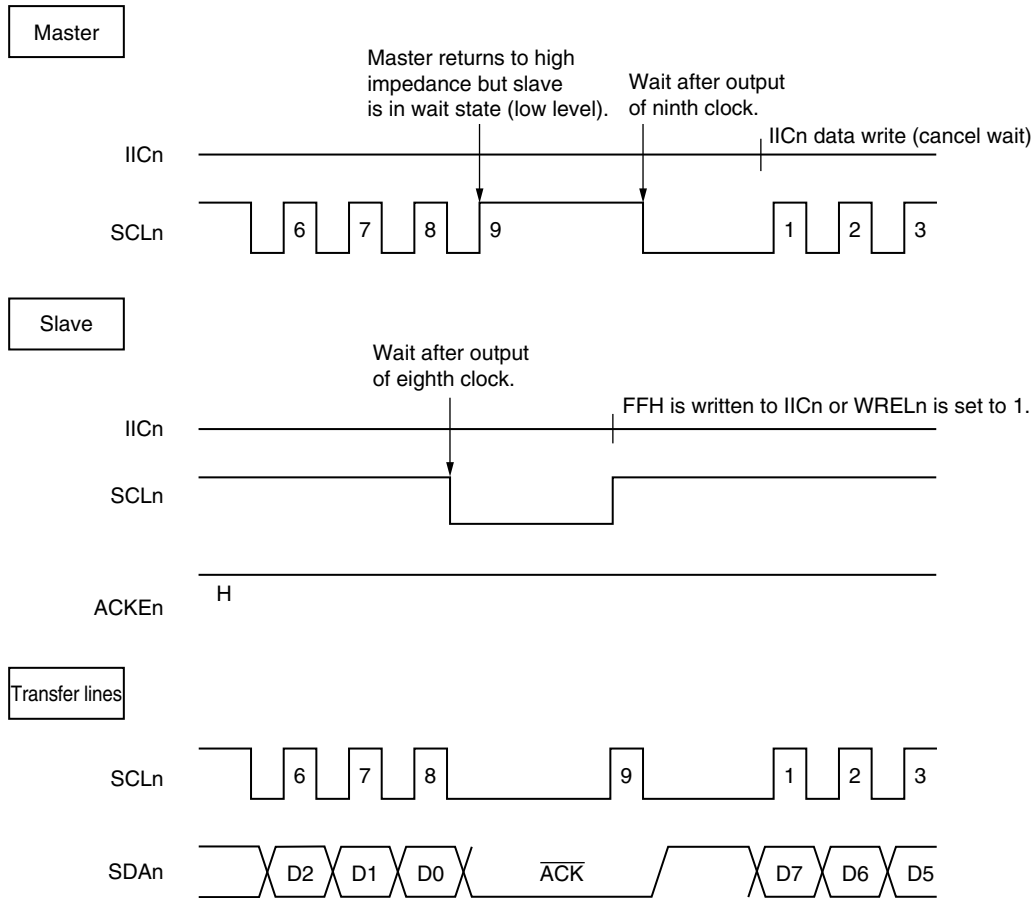 Master
Master returns to high
impedance but slave
is in wait state (low level).
Wait after output
of ninth clock.
IICn data write (cancel wait)
IICn
SCLn
6 7 8 9 1 2 3
Slave
Wait after output
of eighth clock.
FFH is written to IICn or WRELn is set to 1.
IICn
SCLn
H
ACKEn
Transfer lines
SCLn
6 7 8 9 1 2 3
SDAn
D2 D1 D0 ACK D7 D6 D5